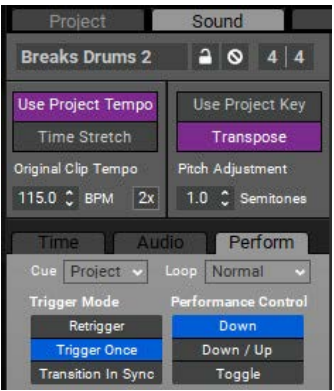 Project Sound
Breaks Drums 2 4 | 4
Use Project Tempo Use Project Key
Time Stretch Transpose
Original Clip Tempo Pitch Adjustment
115.0 BPM 2x 1.0 Semitones
Time Audio Perform
Cue Project Loop Normal
Trigger Mode Performance Control
Retrigger Down
Trigger Once Down / Up
Transition In Sync Toggle